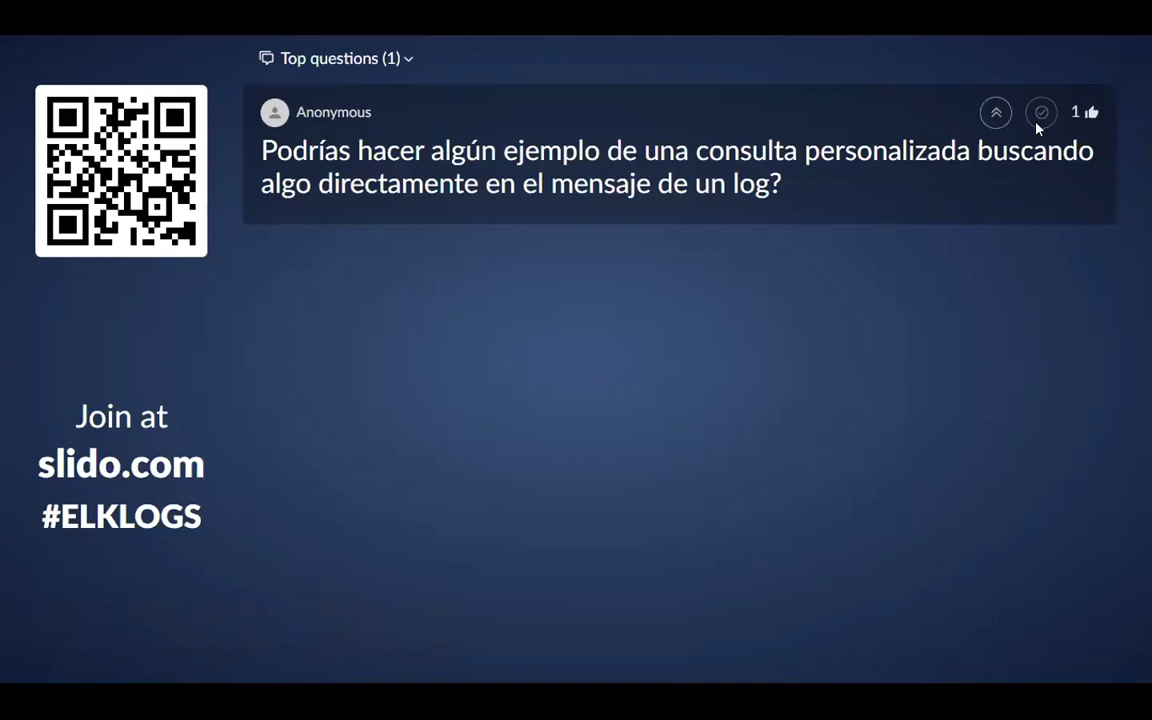 Top questions (1)
Anonymous
1
Podrías hacer algún ejemplo de una consulta personalizada buscando
algo directamente en el mensaje de un log?
Join at
slido.com
#ELKLOGS